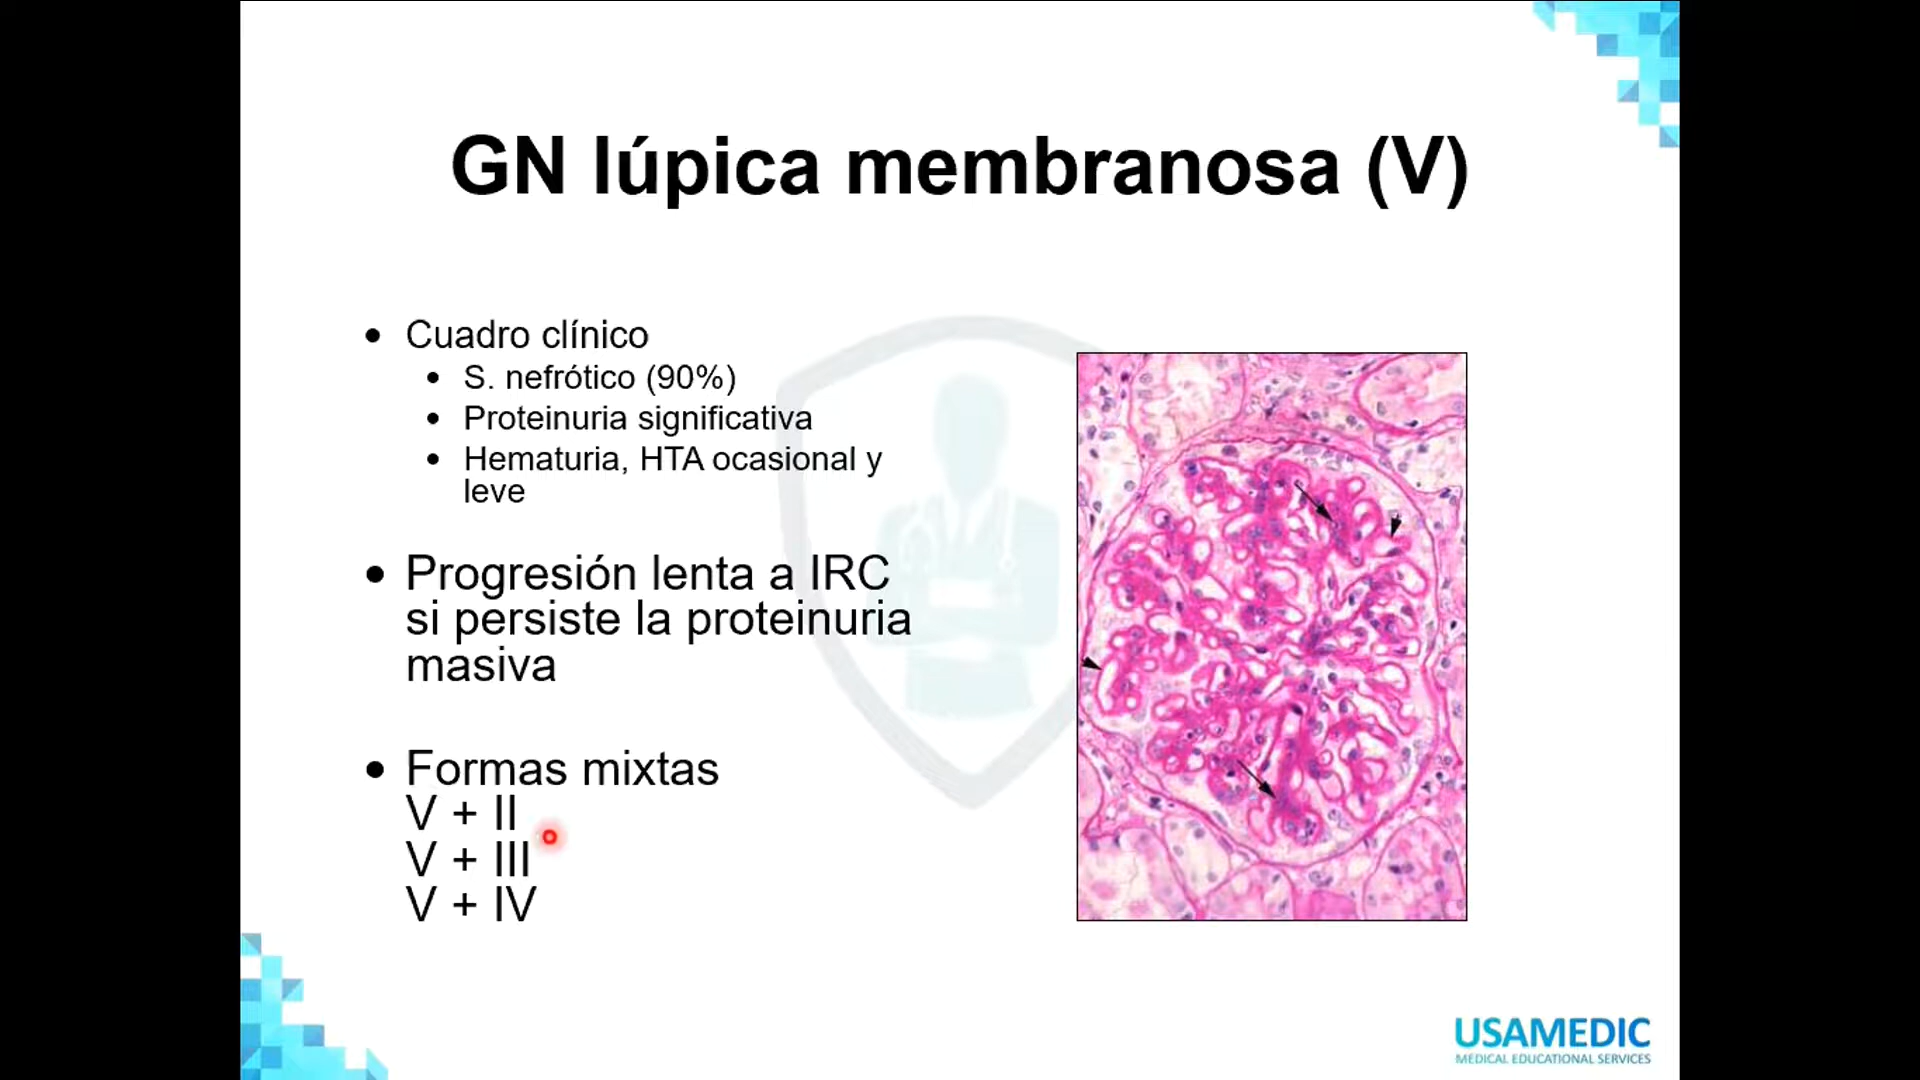 GN lúpica membranosa (V)
• Cuadro clínico
• S. nefrótico (90%)
• Proteinuria significativa
• Hematuria, HTA ocasional y
leve
• Progresión lenta a IRC
si persiste la proteinuria
masiva
• Formas mixtas
V + II
V + III
V + IV
USAMEDIC
MEDICAL EDUCATIONAL SERVICES